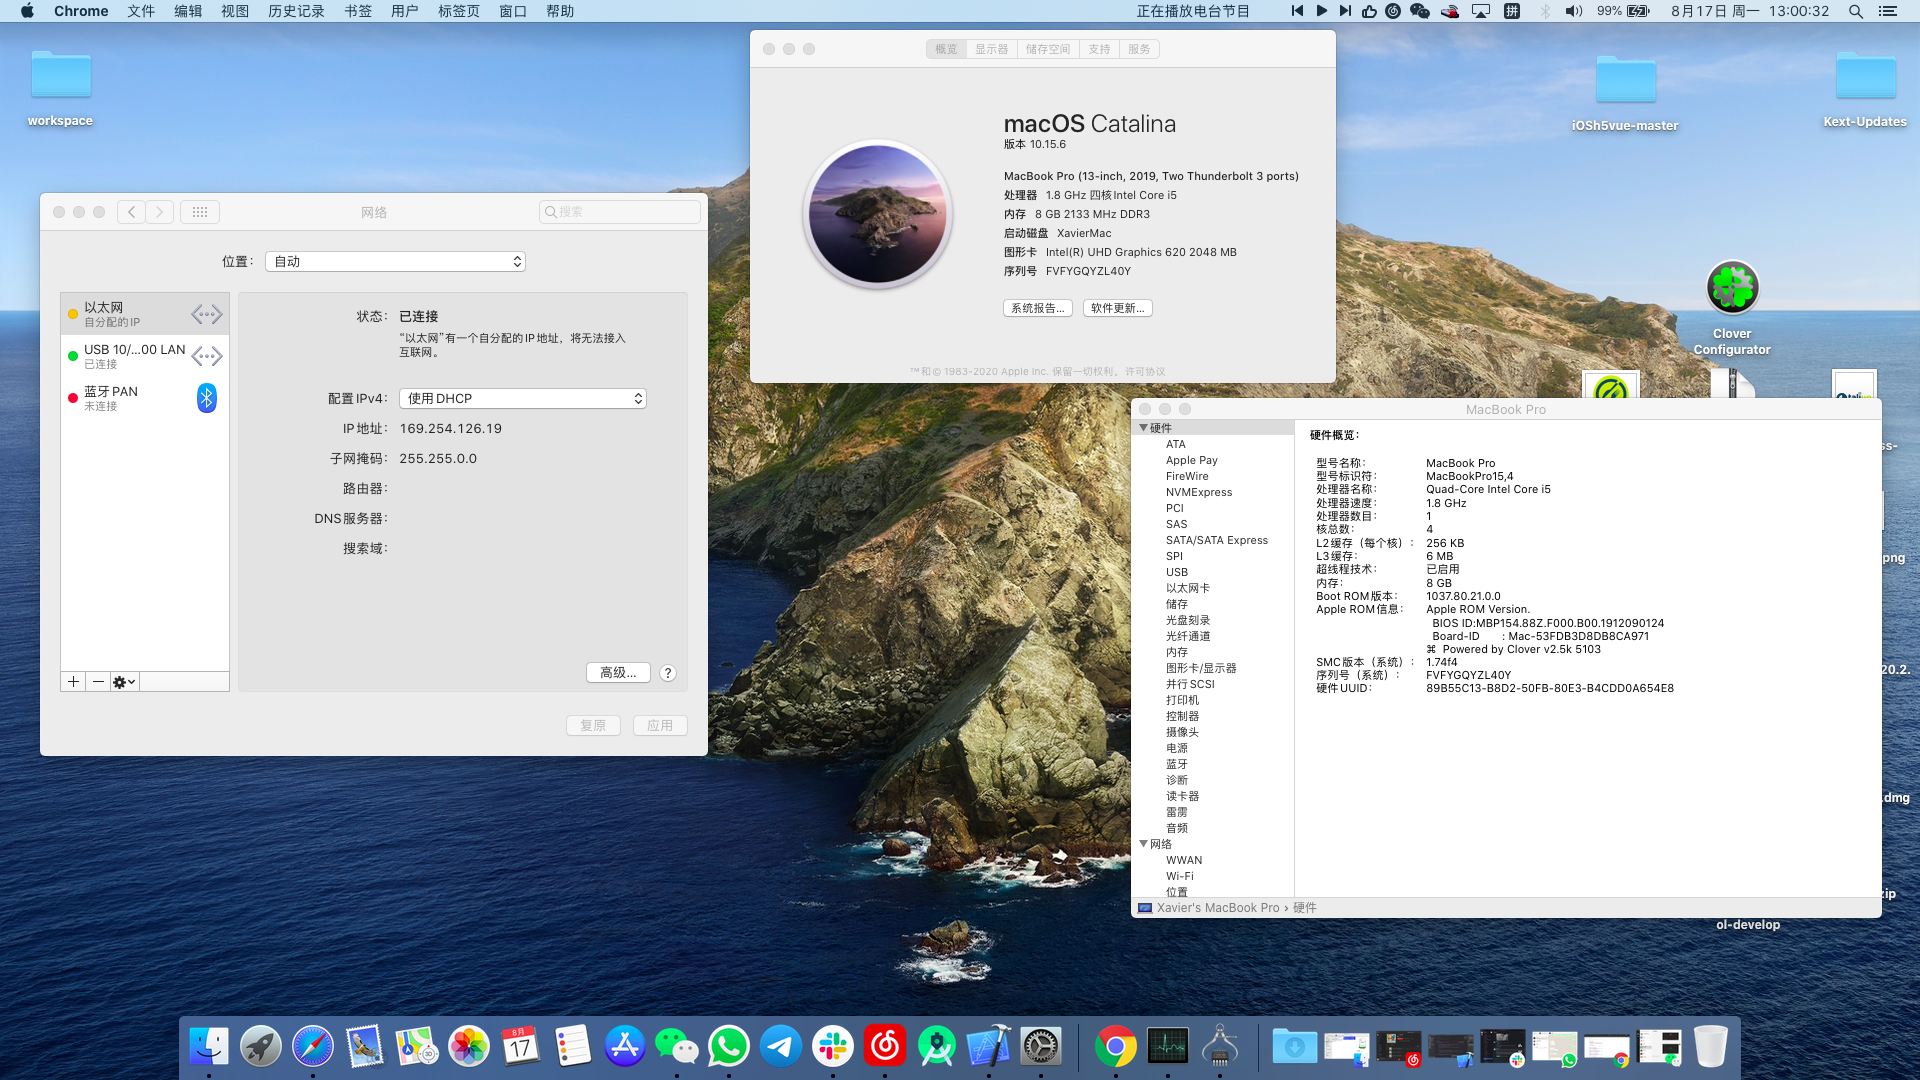 Chrome 文件 编辑 视图 历史记录 书签 用户 标签页 窗口 帮助
正在播放电台节目 拼 99% 8月17日 周一 13:00:32
workspace
iOSh5vue-master
Kext-Updates
Clover
Configurator
概览 显示器 储存空间 支持 服务
macOS Catalina
版本 10.15.6
MacBook Pro (13-inch, 2019, Two Thunderbolt 3 ports)
处理器 1.8 GHz 四核Intel Core i5
内存 8 GB 2133 MHz DDR3
启动磁盘 XavierMac
图形卡 Intel(R) UHD Graphics 620 2048 MB
序列号 FVFYGQYZL40Y
系统报告... 软件更新...
™和© 1983-2020 Apple Inc. 保留一切权利。许可协议
网络
搜索
位置： 自动
以太网
自分配的 IP
USB 10/...00 LAN
已连接
蓝牙 PAN
未连接
状态： 已连接
“以太网”有一个自分配的 IP 地址，将无法接入
互联网。
配置 IPv4： 使用 DHCP
IP 地址： 169.254.126.19
子网掩码： 255.255.0.0
路由器：
DNS 服务器：
搜索域：
高级... ?
复原 应用
MacBook Pro
硬件
ATA
Apple Pay
FireWire
NVMExpress
PCI
SAS
SATA/SATA Express
SPI
USB
以太网卡
储存
光盘刻录
光纤通道
内存
图形卡/显示器
并行 SCSI
打印机
控制器
摄像头
电源
蓝牙
诊断
读卡器
雷雳
音频
网络
WWAN
Wi-Fi
位置
硬件概览：
型号名称： MacBook Pro
型号标识符： MacBookPro15,4
处理器名称： Quad-Core Intel Core i5
处理器速度： 1.8 GHz
处理器数目： 1
核总数： 4
L2 缓存（每个核）： 256 KB
L3 缓存： 6 MB
超线程技术： 已启用
内存： 8 GB
Boot ROM 版本： 1037.80.21.0.0
Apple ROM 信息： Apple ROM Version.
BIOS ID:MBP154.88Z.F000.B00.1912090124
Board-ID : Mac-53FDB3D8DB8CA971
⌘ Powered by Clover v2.5k 5103
SMC 版本（系统）： 1.74f4
序列号（系统）： FVFYGQYZL40Y
硬件 UUID： 89B55C13-B8D2-50FB-80E3-B4CDD0A654E8
Xavier's MacBook Pro › 硬件
ss-
png
20.2.
.dmg
zip
ol-develop
8月
17